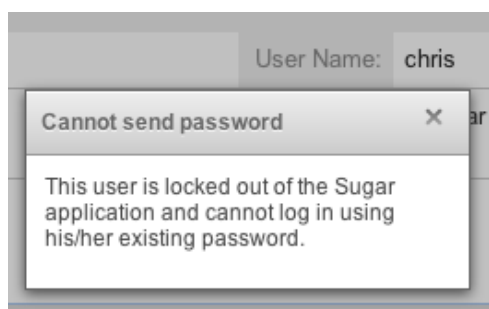 User Name: chris
Cannot send password
ar
This user is locked out of the Sugar
application and cannot log in using
his/her existing password.